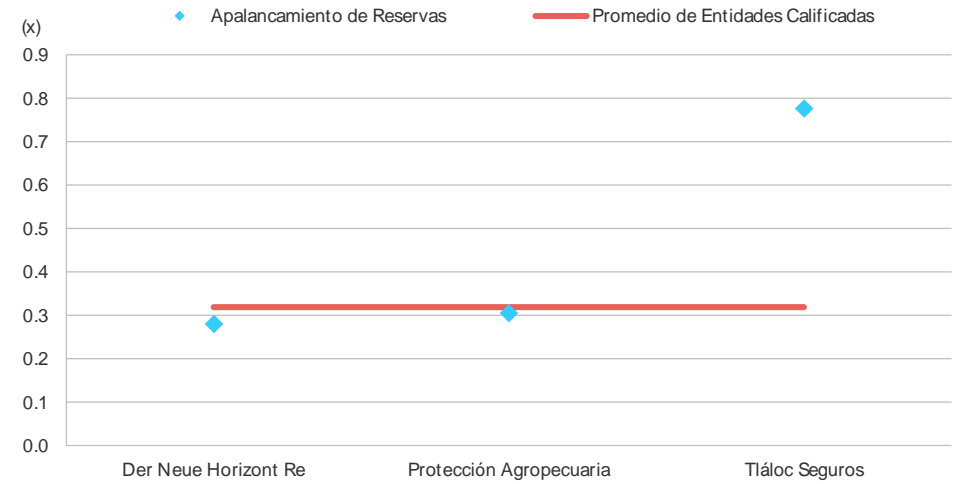 Apalancamiento de Reservas
Promedio de Entidades Calificadas
(x)
0.9
0.8
0.7
0.6
0.5
0.4
0.3
0.2
0.1
0.0
Der Neue Horizont Re
Protección Agropecuaria
Tláloc Seguros